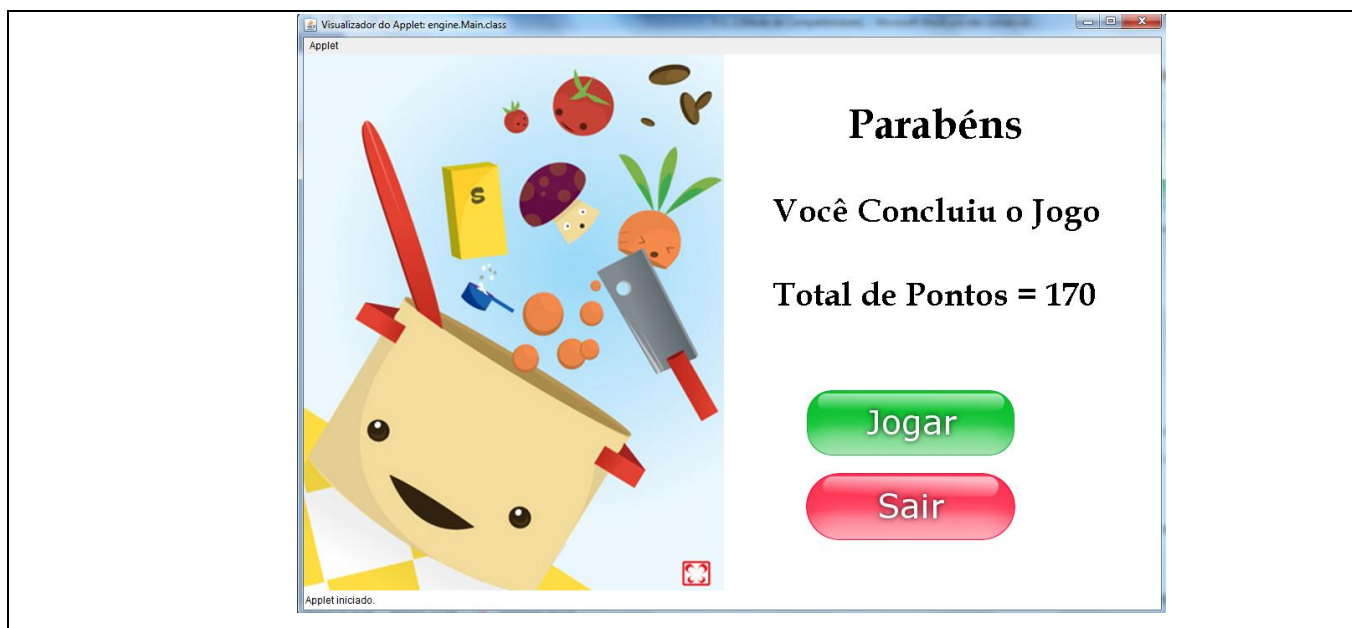 Visualizador do Applet: engine.Main.class
Applet
S
Parabéns
Você Concluiu o Jogo
Total de Pontos = 170
Jogar
Sair
Applet iniciado.